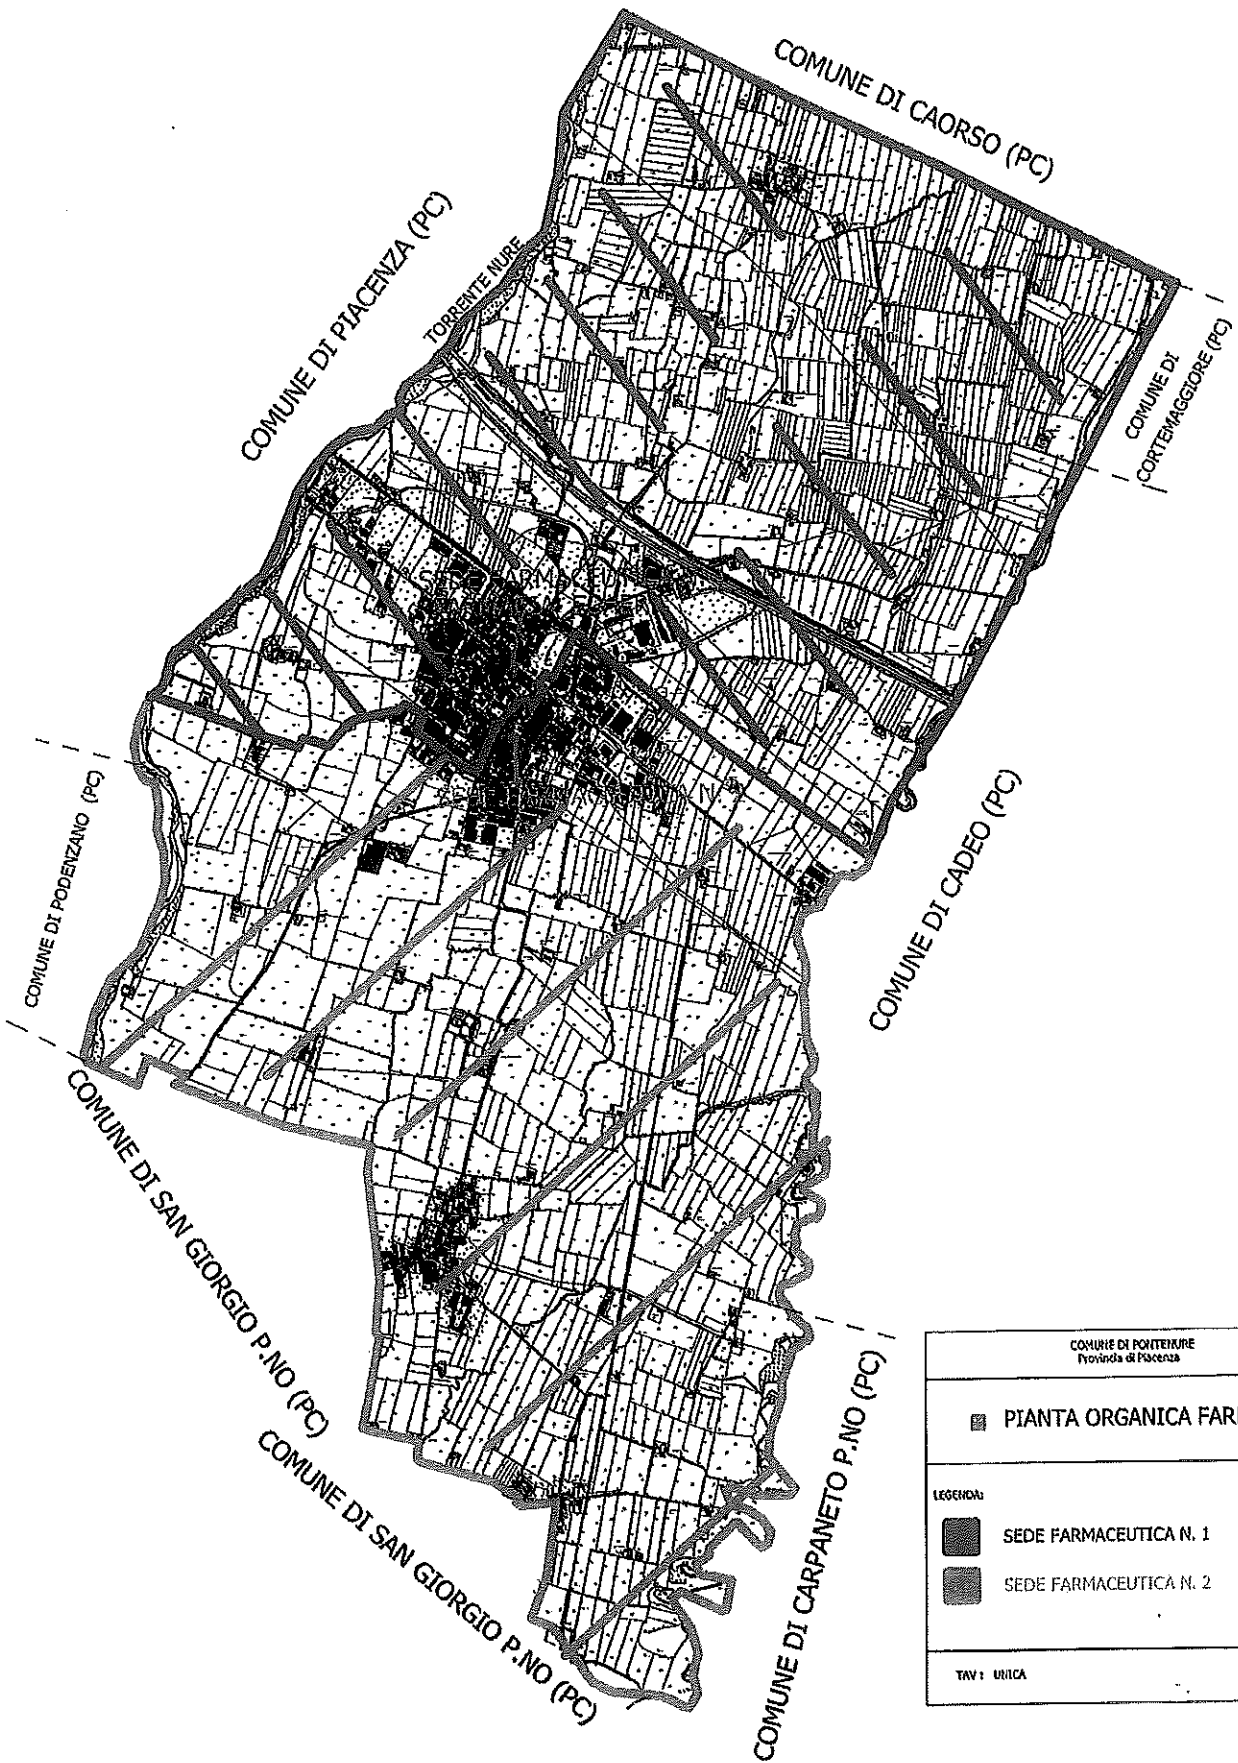 COMUNE DI CAORSO (PC)
COMUNE DI PIACENZA (PC)
TORRENTE NURE
COMUNE DI
CORTEMAGGIORE (PC)
COMUNE DI PODENZANO (PC)
COMUNE DI CADEO (PC)
COMUNE DI SAN GIORGIO P.NO (PC)
COMUNE DI SAN GIORGIO P.NO (PC)
COMUNE DI CARPANETO P.NO (PC)
COMUNE DI PONTENURE
Provincia di Piacenza
PIANTA ORGANICA FAR
LEGENDA:
SEDE FARMACEUTICA N. 1
SEDE FARMACEUTICA N. 2
TAV: UNICA